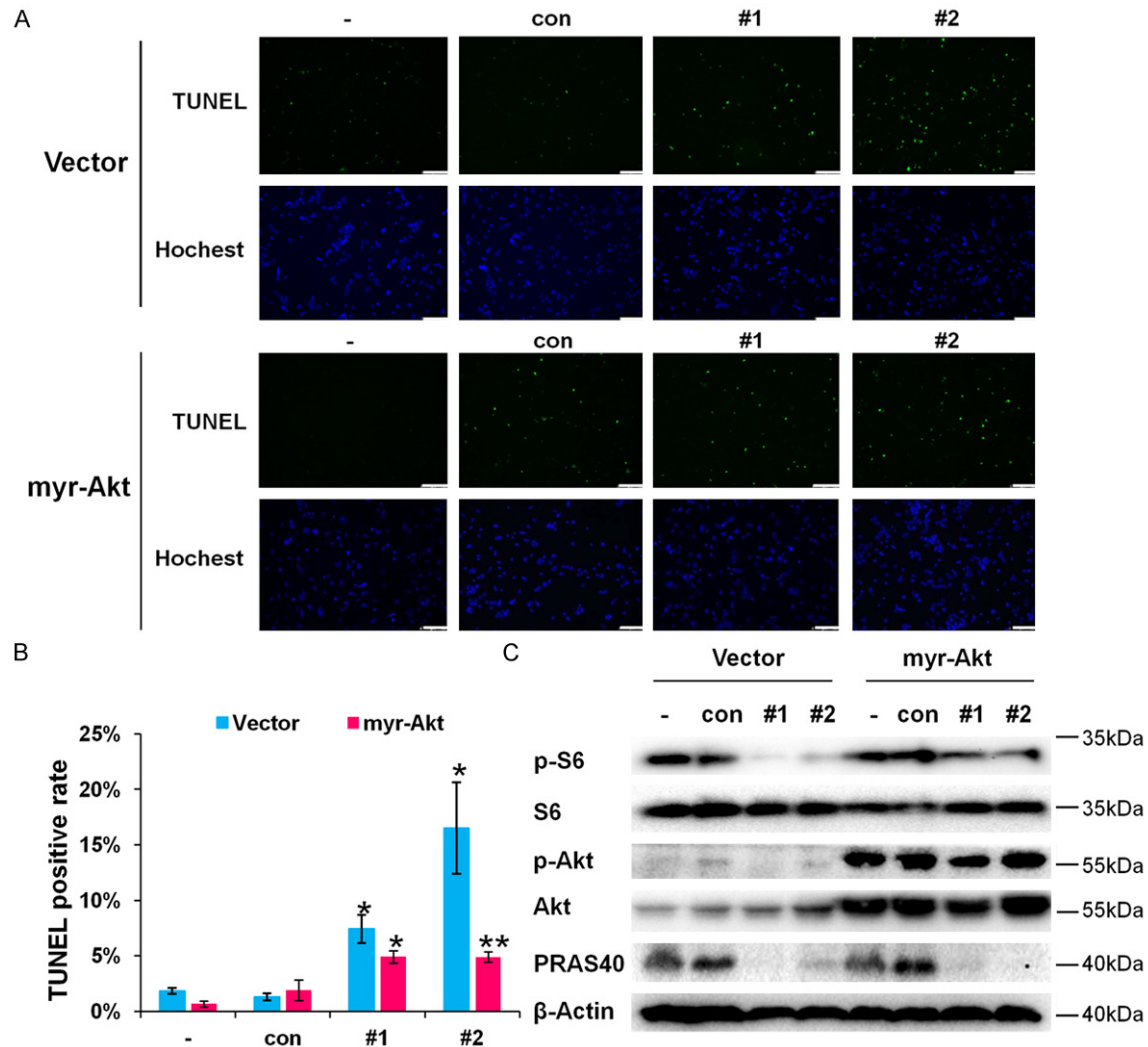 A
- con #1 #2
TUNEL
Vector
Hochest
- con #1 #2
TUNEL
myr-Akt
Hochest
B
Vector myr-Akt
25%
20%
15%
10%
5%
0%
TUNEL positive rate
* * * **
- con #1 #2
C
Vector myr-Akt
- con #1 #2 - con #1 #2
p-S6 35kDa
S6 35kDa
p-Akt 55kDa
Akt 55kDa
PRAS40 40kDa
β-Actin 40kDa